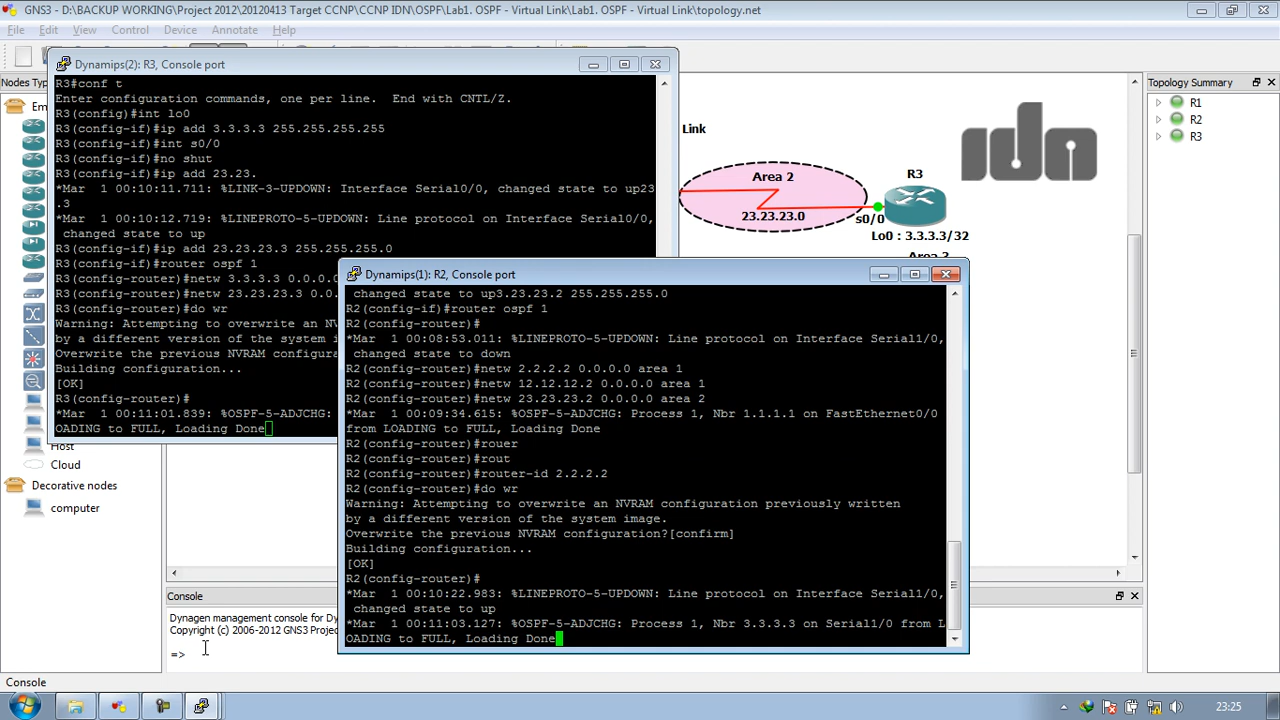 GNS3 - D:\BACKUP WORKING\Project 2012\20120413 Target CCNP\CCNP IDN\OSPF\Lab1. OSPF - Virtual Link\Lab1. OSPF - Virtual Link\topology.net
File Edit View Control Device Annotate Help
Nodes Typ
Em
Host
Cloud
Decorative nodes
computer
Dynamips(2): R3, Console port
R3#conf t
Enter configuration commands, one per line.  End with CNTL/Z.
R3(config)#int lo0
R3(config-if)#ip add 3.3.3.3 255.255.255.255
R3(config-if)#int s0/0
R3(config-if)#no shut
R3(config-if)#ip add 23.23.
*Mar  1 00:10:11.711: %LINK-3-UPDOWN: Interface Serial0/0, changed state to up23
.3
*Mar  1 00:10:12.719: %LINEPROTO-5-UPDOWN: Line protocol on Interface Serial0/0,
changed state to up
R3(config-if)#ip add 23.23.23.3 255.255.255.0
R3(config-if)#router ospf 1
R3(config-router)#netw 3.3.3.3 0.0.0.0
R3(config-router)#netw 23.23.23.3 0.0.
R3(config-router)#do wr
Warning: Attempting to overwrite an NV
by a different version of the system i
Overwrite the previous NVRAM configura
Building configuration...
[OK]
R3(config-router)#
*Mar  1 00:11:01.839: %OSPF-5-ADJCHG:
OADING to FULL, Loading Done
Link
Area 2
23.23.23.0
R3
s0/0
Lo0 : 3.3.3.3/32
idn
Topology Summary
R1
R2
R3
Dynamips(1): R2, Console port
changed state to up3.23.23.2 255.255.255.0
R2(config-if)#router ospf 1
R2(config-router)#
*Mar  1 00:08:53.011: %LINEPROTO-5-UPDOWN: Line protocol on Interface Serial1/0,
changed state to down
R2(config-router)#netw 2.2.2.2 0.0.0.0 area 1
R2(config-router)#netw 12.12.12.2 0.0.0.0 area 1
R2(config-router)#netw 23.23.23.2 0.0.0.0 area 2
*Mar  1 00:09:34.615: %OSPF-5-ADJCHG: Process 1, Nbr 1.1.1.1 on FastEthernet0/0
from LOADING to FULL, Loading Done
R2(config-router)#rouer
R2(config-router)#rout
R2(config-router)#router-id 2.2.2.2
R2(config-router)#do wr
Warning: Attempting to overwrite an NVRAM configuration previously written
by a different version of the system image.
Overwrite the previous NVRAM configuration?[confirm]
Building configuration...
[OK]
R2(config-router)#
*Mar  1 00:10:22.983: %LINEPROTO-5-UPDOWN: Line protocol on Interface Serial1/0,
changed state to up
*Mar  1 00:11:03.127: %OSPF-5-ADJCHG: Process 1, Nbr 3.3.3.3 on Serial1/0 from L
OADING to FULL, Loading Done
Console
Dynagen management console for Dy
Copyright (c) 2006-2012 GNS3 Projec
=>
Console
23:25